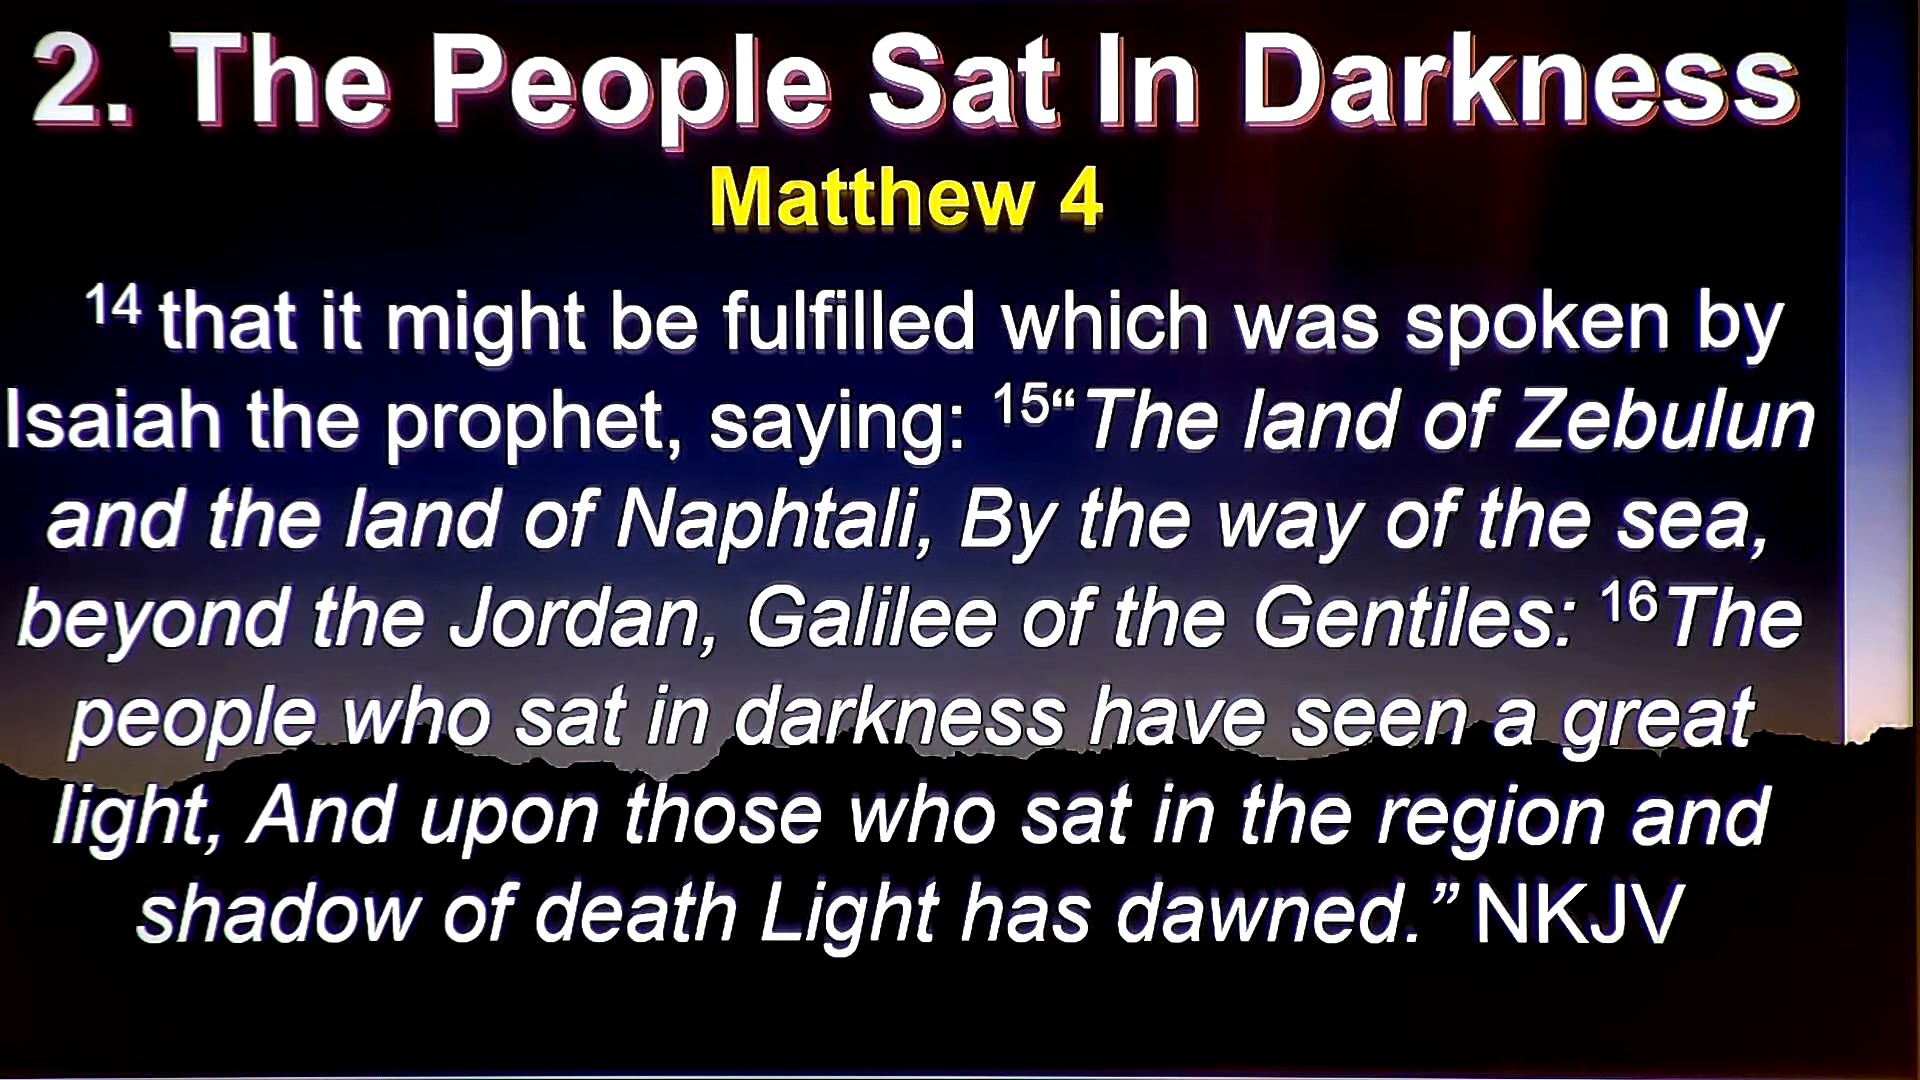 2. The People Sat In Darkness
Matthew 4
14 that it might be fulfilled which was spoken by
Isaiah the prophet, saying: 15“The land of Zebulun
and the land of Naphtali, By the way of the sea,
beyond the Jordan, Galilee of the Gentiles: 16The
people who sat in darkness have seen a great
light, And upon those who sat in the region and
shadow of death Light has dawned.” NKJV